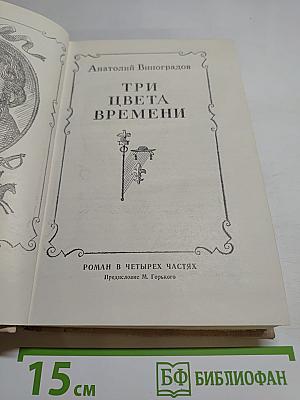 Анатолий Виноградов
ТРИ
ЦВЕТА
ВРЕМЕНИ
РОМАН В ЧЕТЫРЕХ ЧАСТЯХ
Предисловие М. Горького
15 см
БФ БИБЛИОФАН